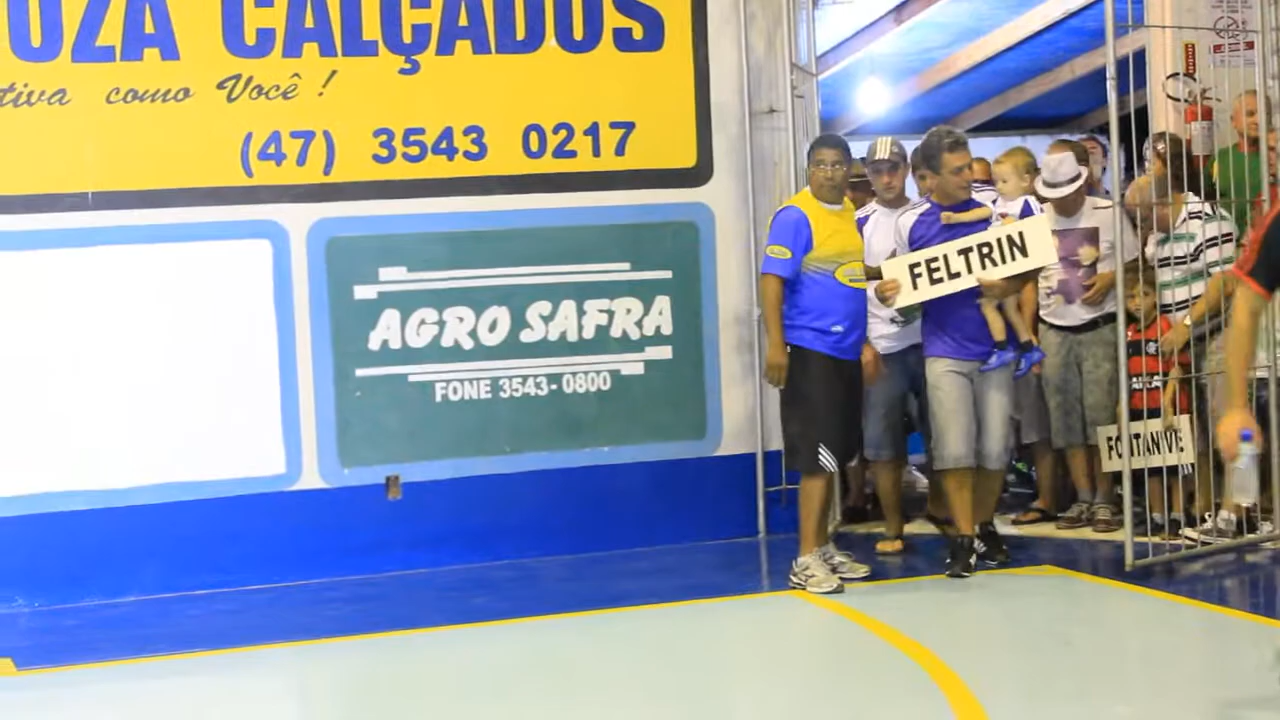 UZA CALÇADOS
tiva como Você !
(47) 3543 0217
AGRO SAFRA
FONE 3543-0800
FELTRIN
FONTANIVE